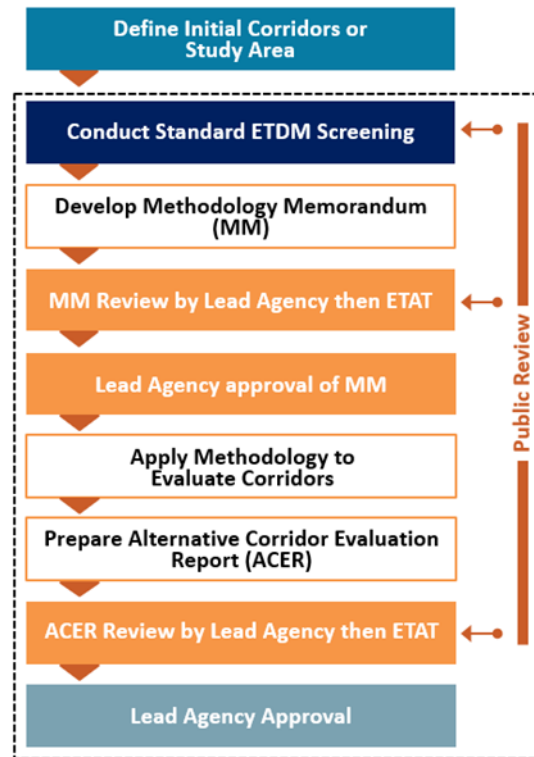 Define Initial Corridors or
Study Area
Conduct Standard ETDM Screening
Develop Methodology Memorandum
(MM)
MM Review by Lead Agency then ETAT
Lead Agency approval of MM
Apply Methodology to
Evaluate Corridors
Prepare Alternative Corridor Evaluation
Report (ACER)
ACER Review by Lead Agency then ETAT
Lead Agency Approval
Public Review